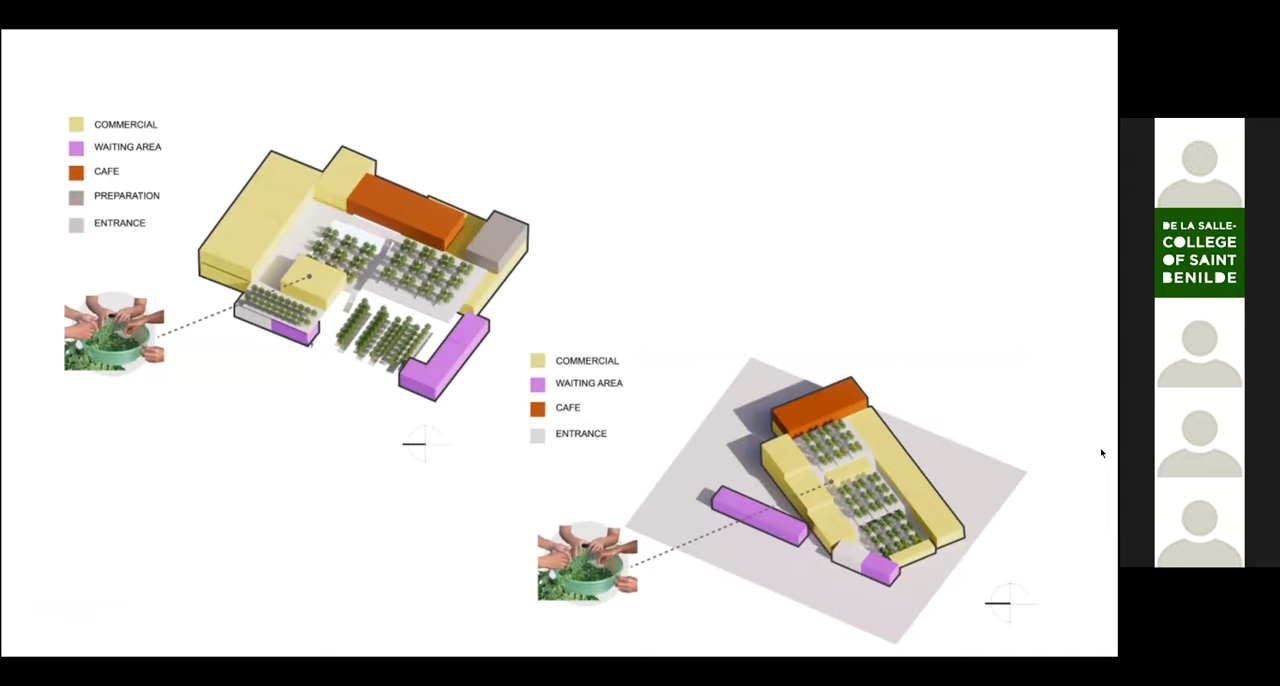 COMMERCIAL
WAITING AREA
CAFE
PREPARATION
ENTRANCE
COMMERCIAL
WAITING AREA
CAFE
ENTRANCE
DE LA SALLE-
COLLEGE
OF SAINT
BENILDE